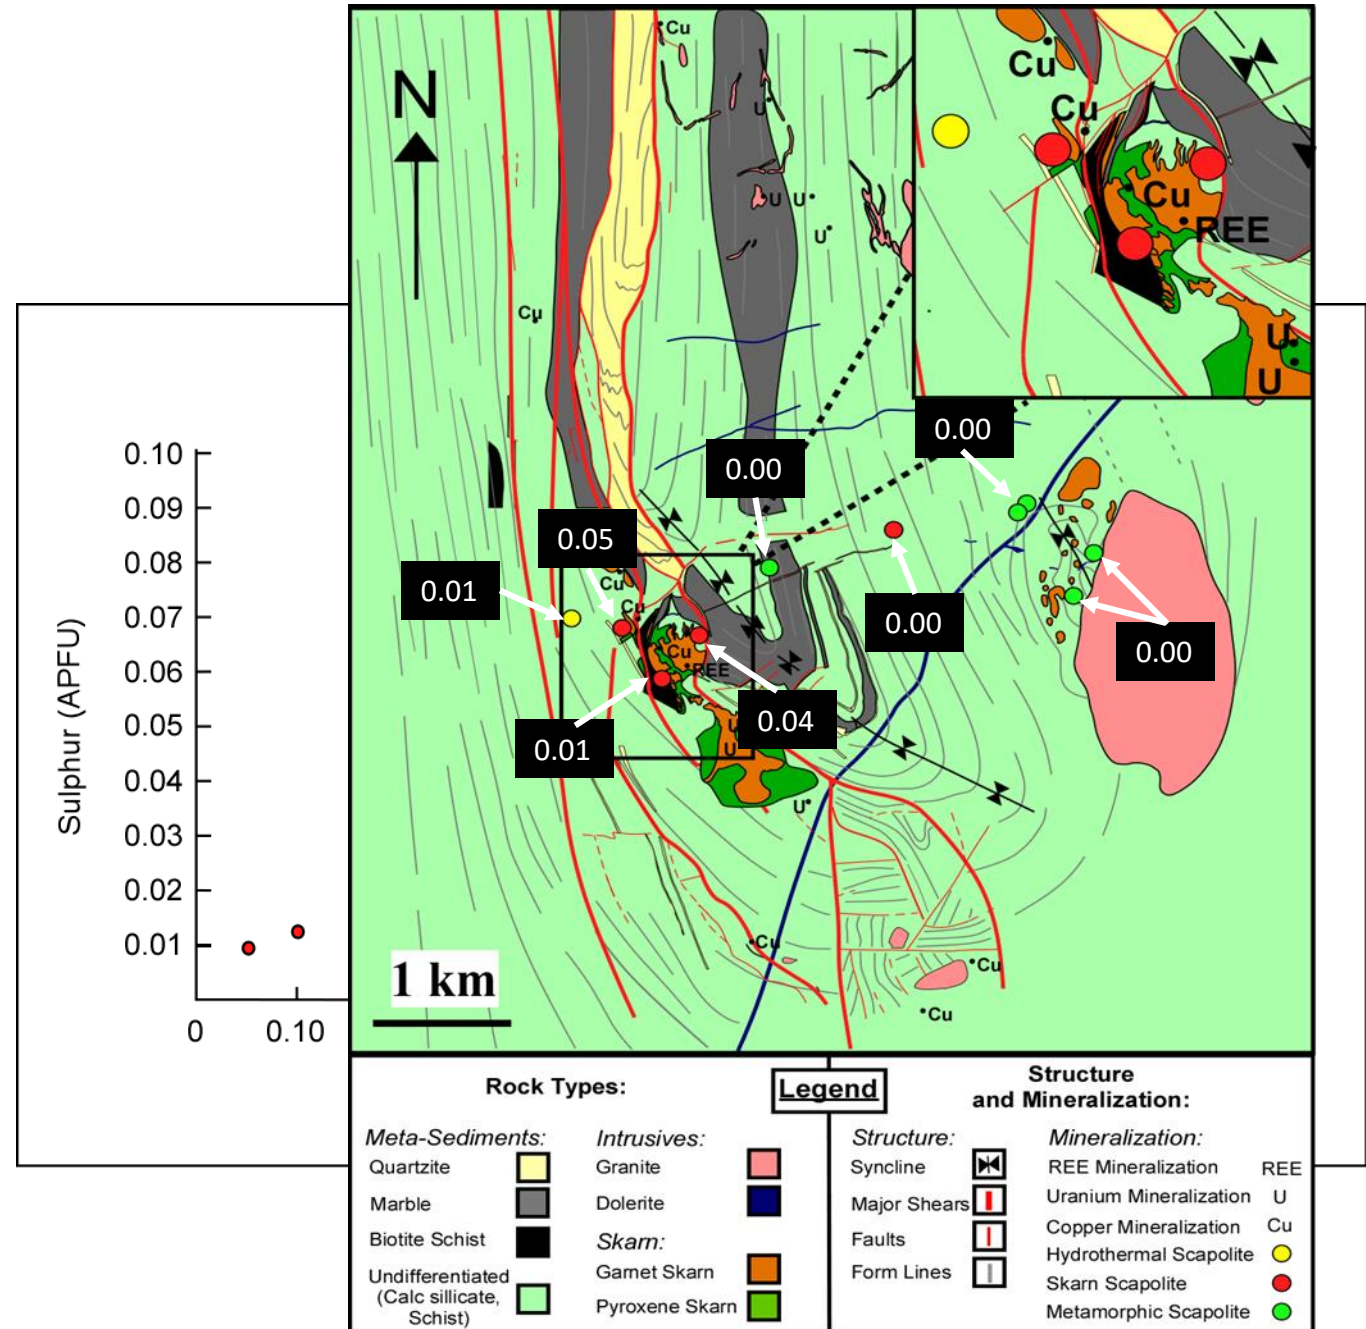 Cu
N
U
U
U
U
Cu
Cu
Cu
Cu
REE
U
U
0.00
0.00
0.05
0.01
Cu
Cu
Cu
REE
0.00
0.00
0.04
0.01
U
U
U
Cu
Cu
Cu
1 km
Sulphur (APFU)
0.10
0.09
0.08
0.07
0.06
0.05
0.04
0.03
0.02
0.01
0
0.10
Legend
Rock Types:
Meta-Sediments:
Quartzite
Marble
Biotite Schist
Undifferentiated
(Calc sillicate,
Schist)
Intrusives:
Granite
Dolerite
Skarn:
Garnet Skarn
Pyroxene Skarn
Structure
and Mineralization:
Structure:
Syncline
Major Shears
Faults
Form Lines
Mineralization:
REE Mineralization REE
Uranium Mineralization U
Copper Mineralization Cu
Hydrothermal Scapolite
Skarn Scapolite
Metamorphic Scapolite